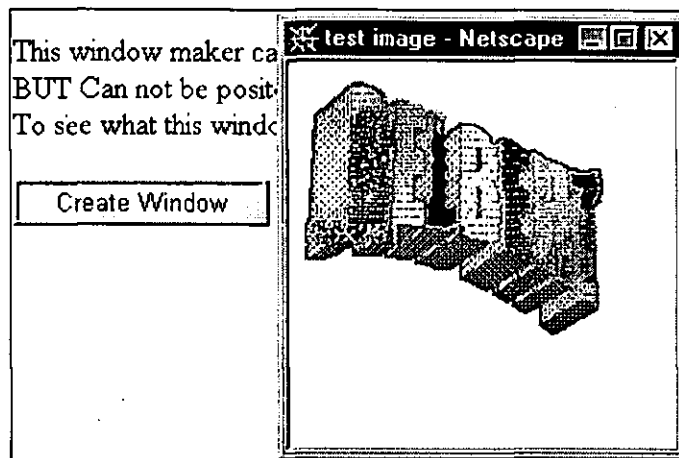 This window maker ca
BUT Can not be posit
To see what this windo
Create Window
test image - Netscape